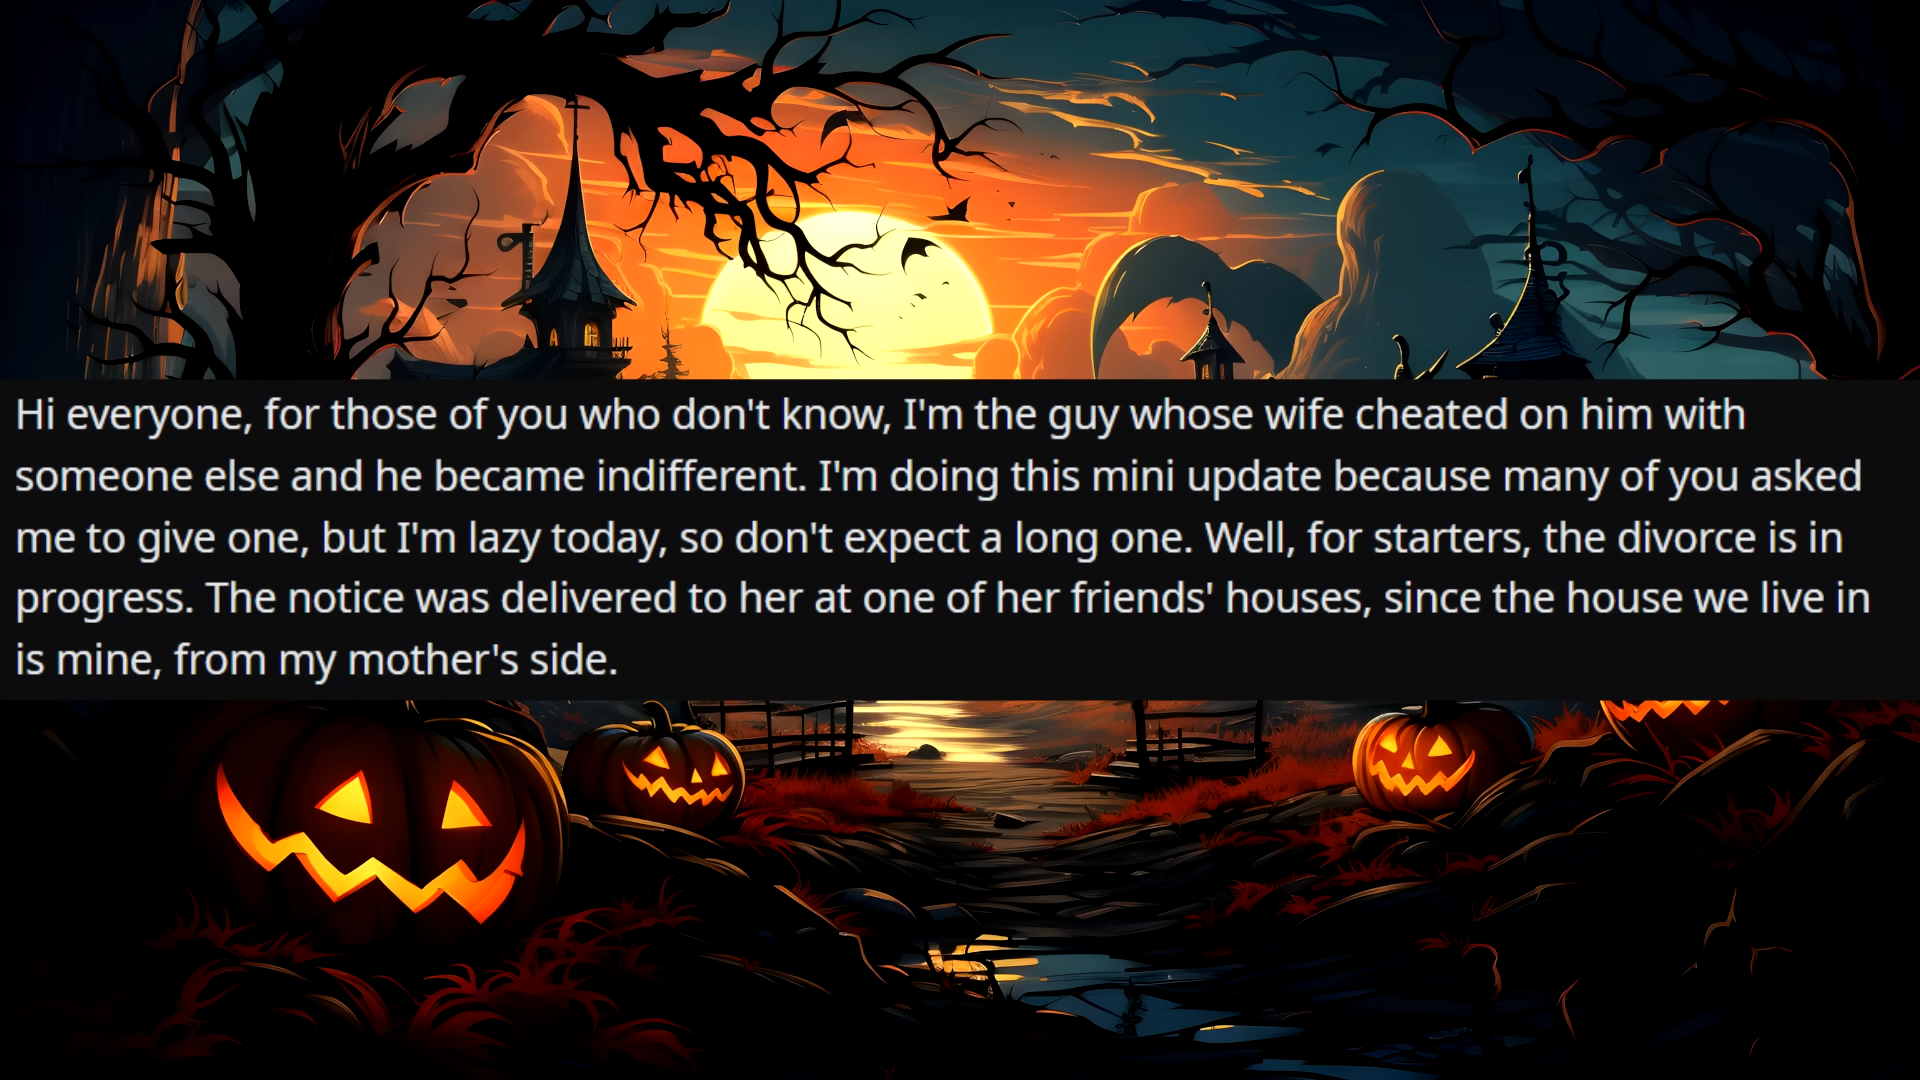 Hi everyone, for those of you who don't know, I'm the guy whose wife cheated on him with
someone else and he became indifferent. I'm doing this mini update because many of you asked
me to give one, but I'm lazy today, so don't expect a long one. Well, for starters, the divorce is in
progress. The notice was delivered to her at one of her friends' houses, since the house we live in
is mine, from my mother's side.